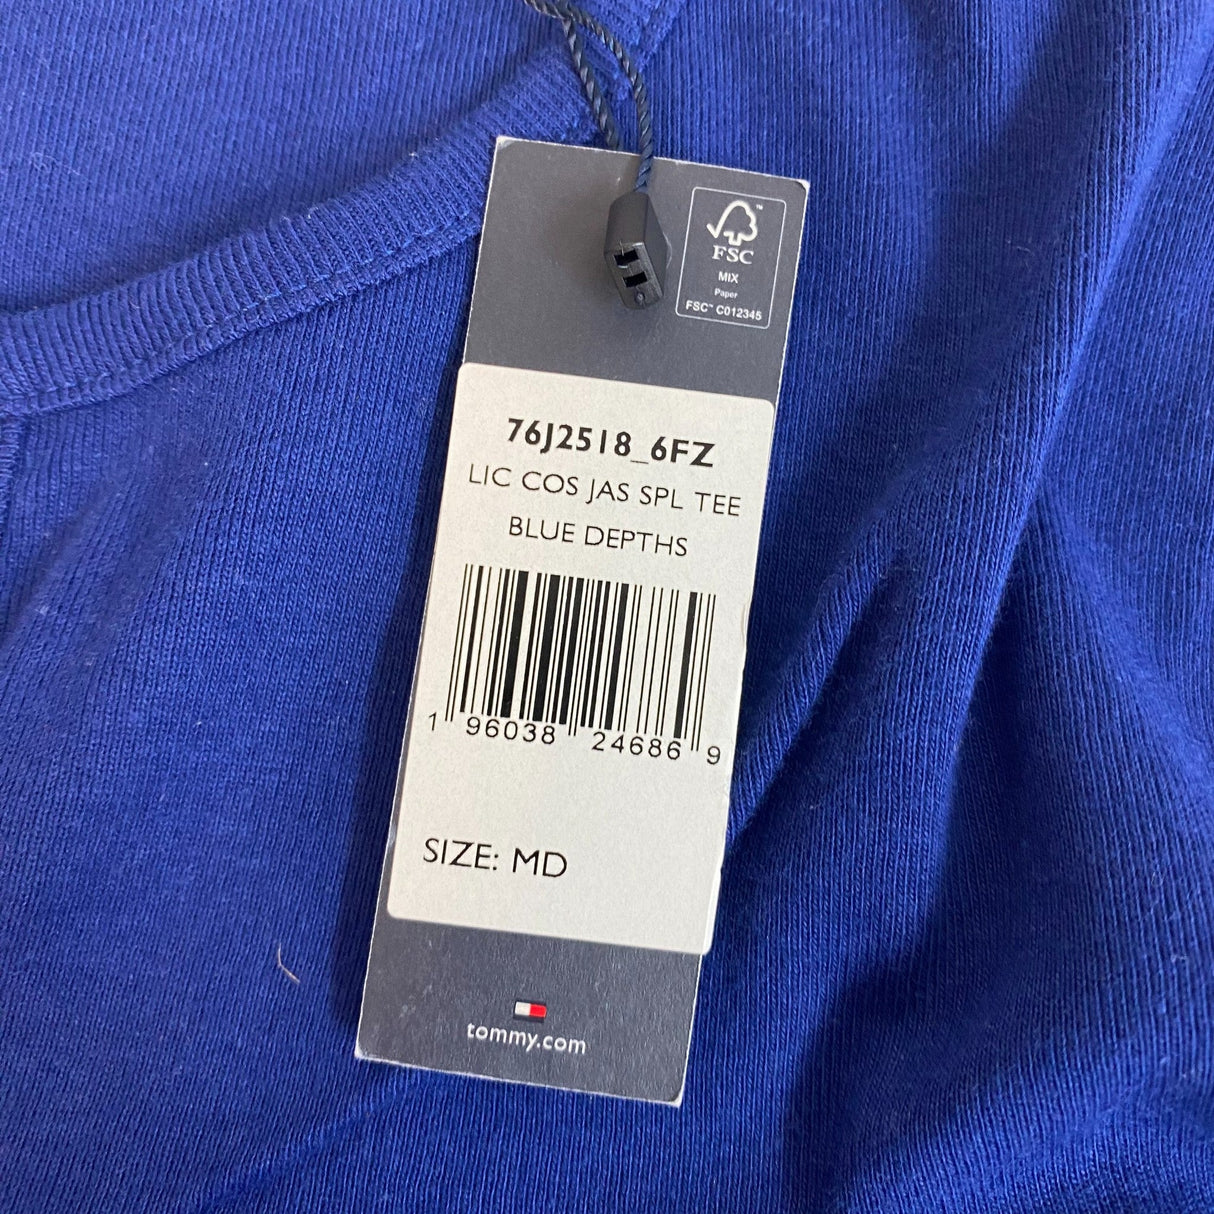 FSC
MIX
Paper
FSC™ C012345
76J2518_6FZ
LIC COS JAS SPL TEE
BLUE DEPTHS
1 96038 24686 9
SIZE: MD
tommy.com